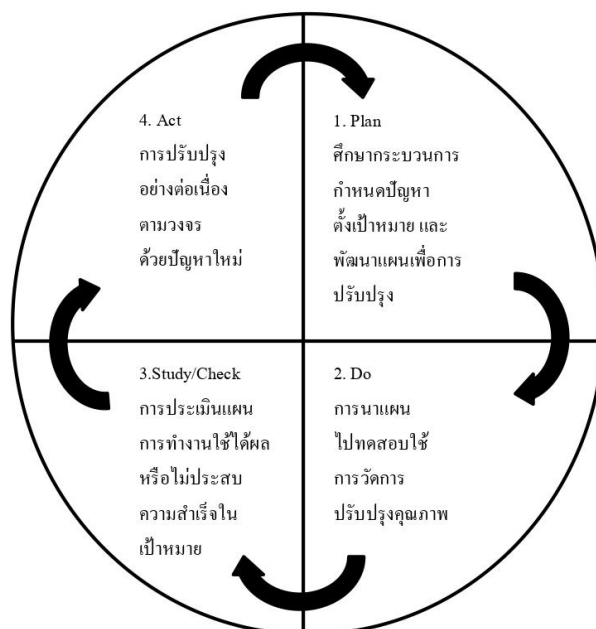 4. Act
การปรับปรุง
อย่างต่อเนื่อง
ตามวงจร
ด้วยปัญหาใหม่
1. Plan
ศึกษากระบวนการ
กำหนดปัญหา
ตั้งเป้าหมาย และ
พัฒนาแผนเพื่อการ
ปรับปรุง
3.Study/Check
การประเมินแผน
การทำงานใช้ได้ผล
หรือไม่ประสบ
ความสำเร็จใน
เป้าหมาย
2. Do
การนาแผน
ไปทดสอบใช้
การวัดการ
ปรับปรุงคุณภาพ